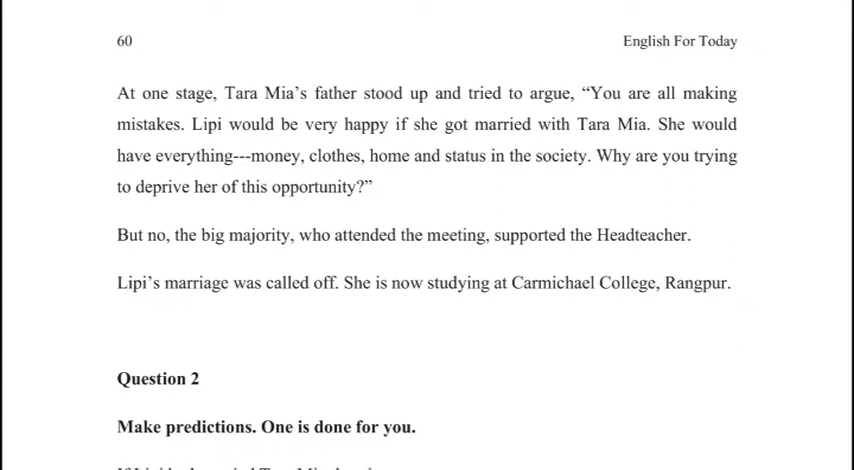 60 English For Today
At one stage, Tara Mia’s father stood up and tried to argue, “You are all making
mistakes. Lipi would be very happy if she got married with Tara Mia. She would
have everything---money, clothes, home and status in the society. Why are you trying
to deprive her of this opportunity?”
But no, the big majority, who attended the meeting, supported the Headteacher.
Lipi’s marriage was called off. She is now studying at Carmichael College, Rangpur.
Question 2
Make predictions. One is done for you.